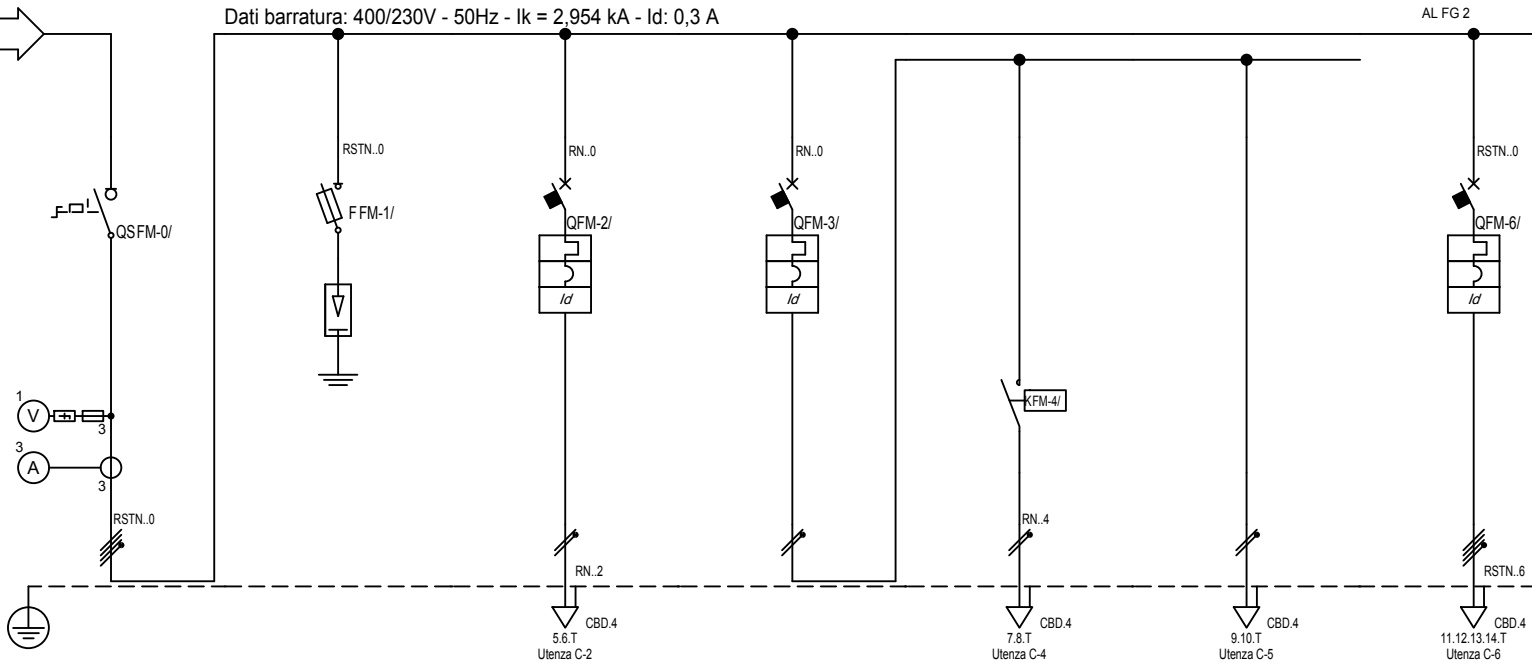 Dati barratura: 400/230V - 50Hz - Ik = 2,954 kA - Id: 0,3 A
AL FG 2
RSTN..0
RN..0
RN..0
RSTN..0
QSFM-0/
F FM-1/
QFM-2/
QFM-3/
QFM-6/
Id
Id
Id
1
V
3
3
A
3
KFM-4/
RSTN..0
RN..4
RN..2
RSTN..6
CBD.4
CBD.4
CBD.4
CBD.4
5.6.T
7.8.T
9.10.T
11.12.13.14.T
Utenza C-2
Utenza C-4
Utenza C-5
Utenza C-6